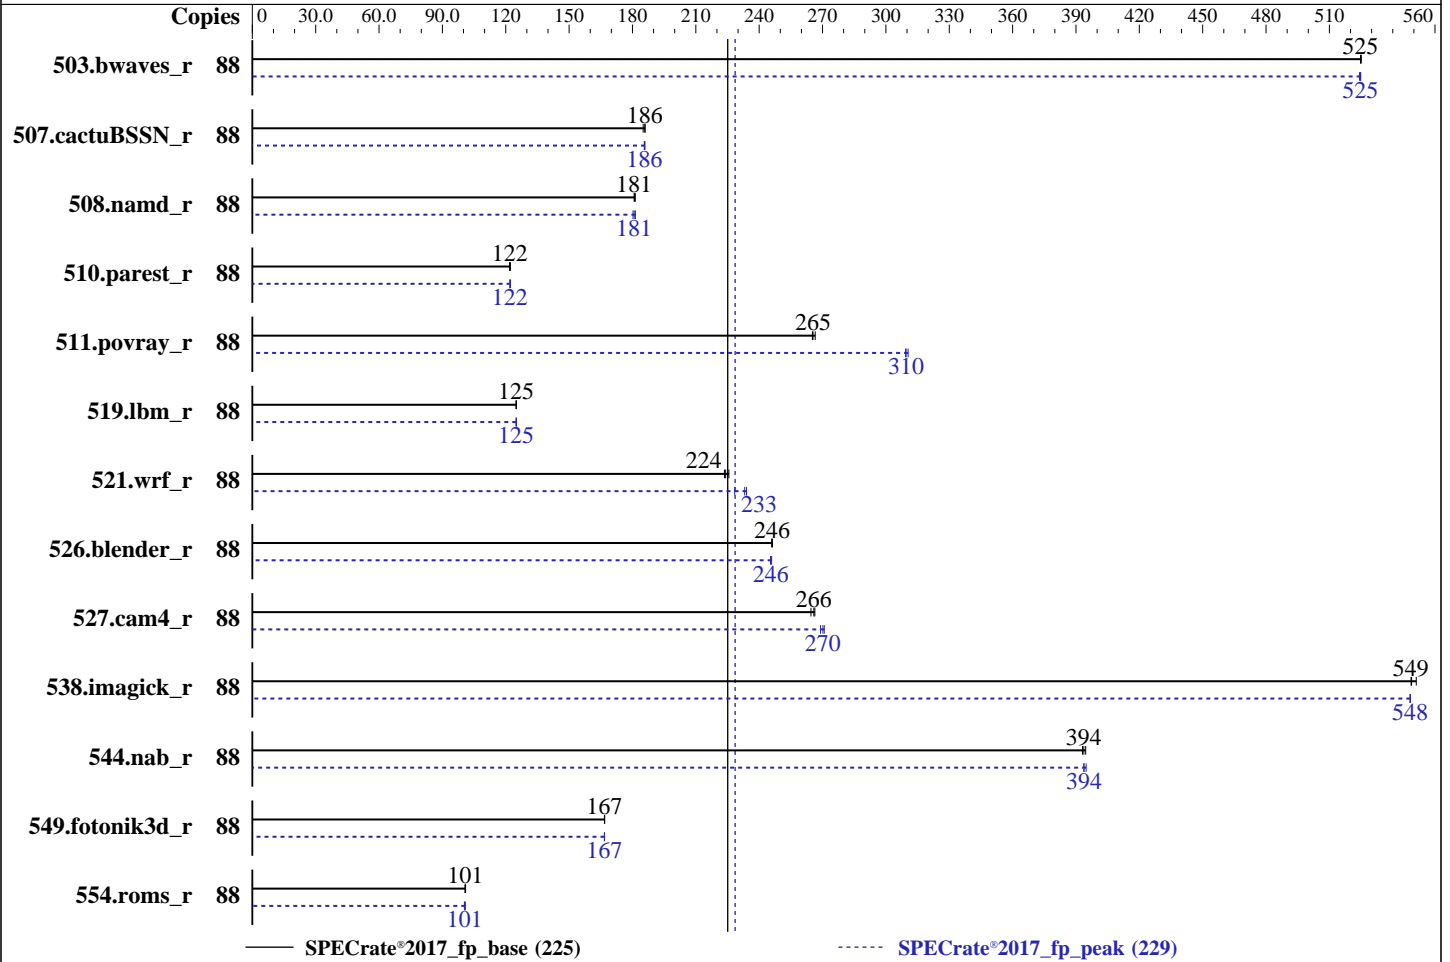 Copies 0 30.0 60.0 90.0 120 150 180 210 240 270 300 330 360 390 420 450 480 510 560
525
503.bwaves_r 88
525
186
507.cactuBSSN_r 88
186
181
508.namd_r 88
181
122
510.parest_r 88
122
265
511.povray_r 88
310
125
519.lbm_r 88
125
224
521.wrf_r 88
233
246
526.blender_r 88
246
266
527.cam4_r 88
270
549
538.imagick_r 88
548
394
544.nab_r 88
394
167
549.fotonik3d_r 88
167
101
554.roms_r 88
101
SPECrate®2017_fp_base (225) SPECrate®2017_fp_peak (229)